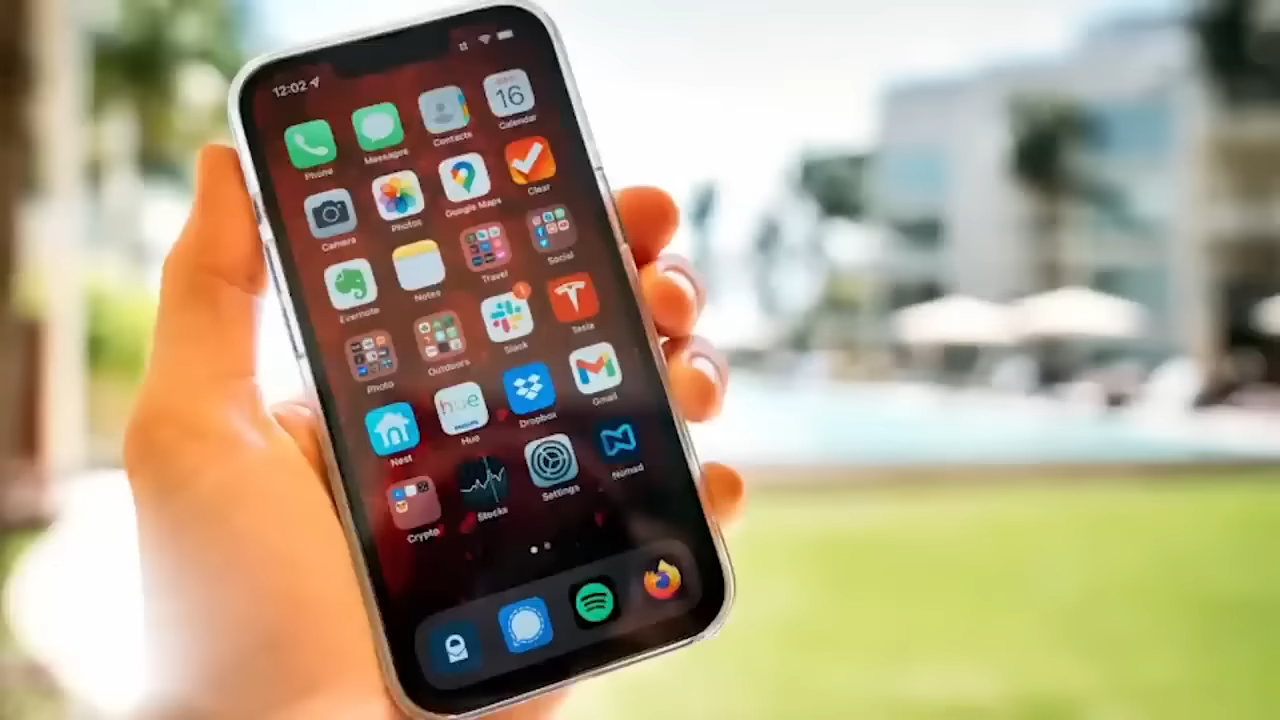 12:02
16
Phone Messages Contacts Calendar
Camera Photos Google Maps Clear
Evernote Notes Travel Social
Photo Outdoors Slack Tesla
1
hue
Nest Hue Dropbox Gmail
Crypto Stocks Settings Nomad